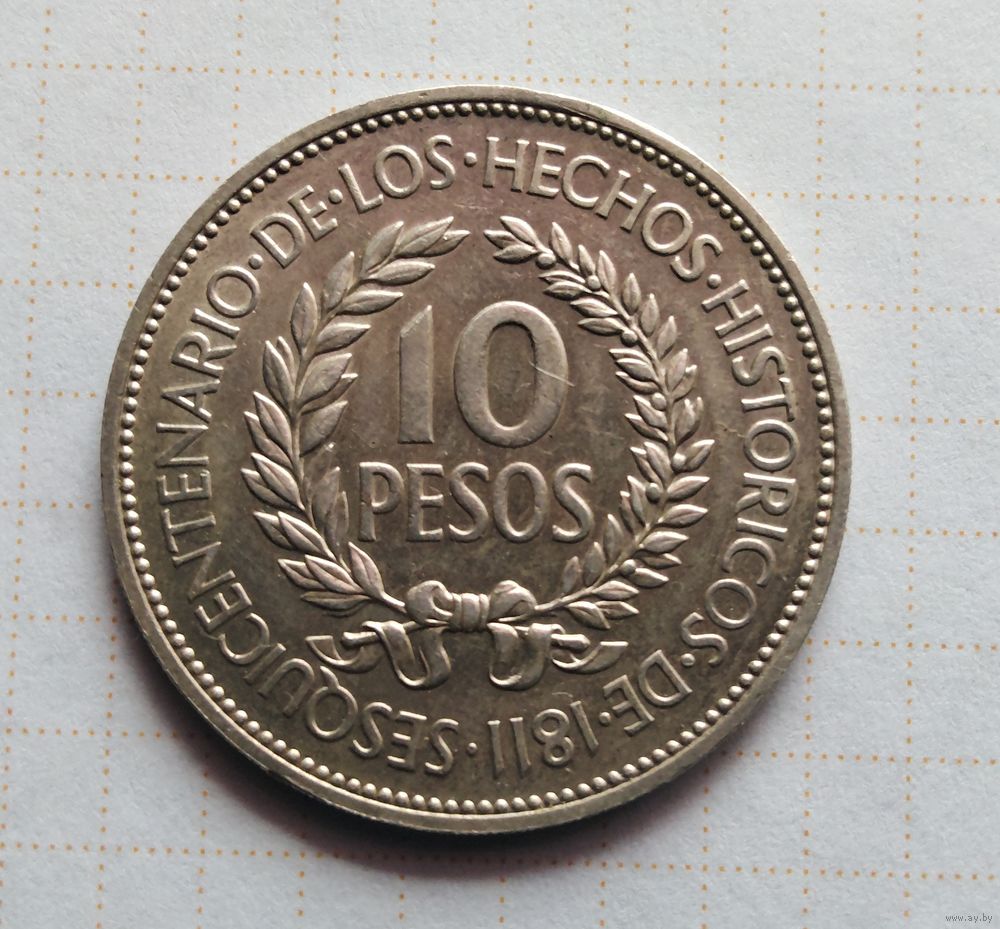 SESQUICENTENARIO·DE·LOS·HECHOS·HISTORICOS·DE·1811·
10
PESOS
www.ay.by